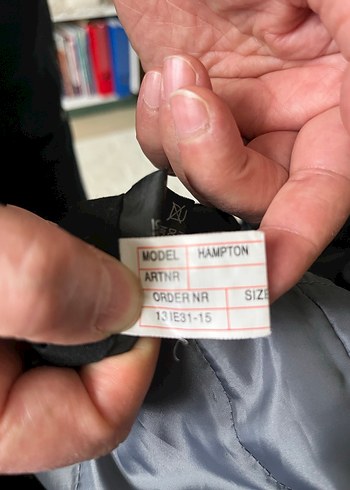 MODEL HAMPTON
ARTNR
ORDER NR SIZE
131E31-15